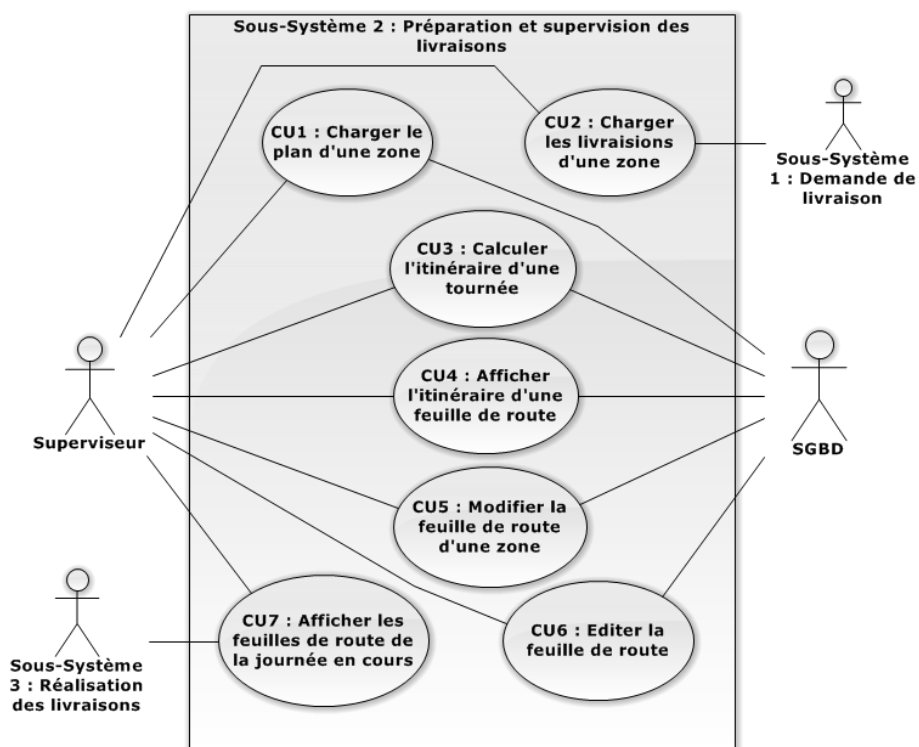 Sous-Système 2 : Préparation et supervision des
livraisons
CU1 : Charger le
plan d'une zone
CU2 : Charger
les livraisions
d'une zone
Sous-Système
1 : Demande de
livraison
CU3 : Calculer
l'itinéraire d'une
tournée
CU4 : Afficher
l'itinéraire d'une
feuille de route
Superviseur
SGBD
CU5 : Modifier la
feuille de route
d'une zone
CU7 : Afficher les
feuilles de route de
la journée en cours
CU6 : Editer la
feuille de route
Sous-Système
3 : Réalisation
des livraisons